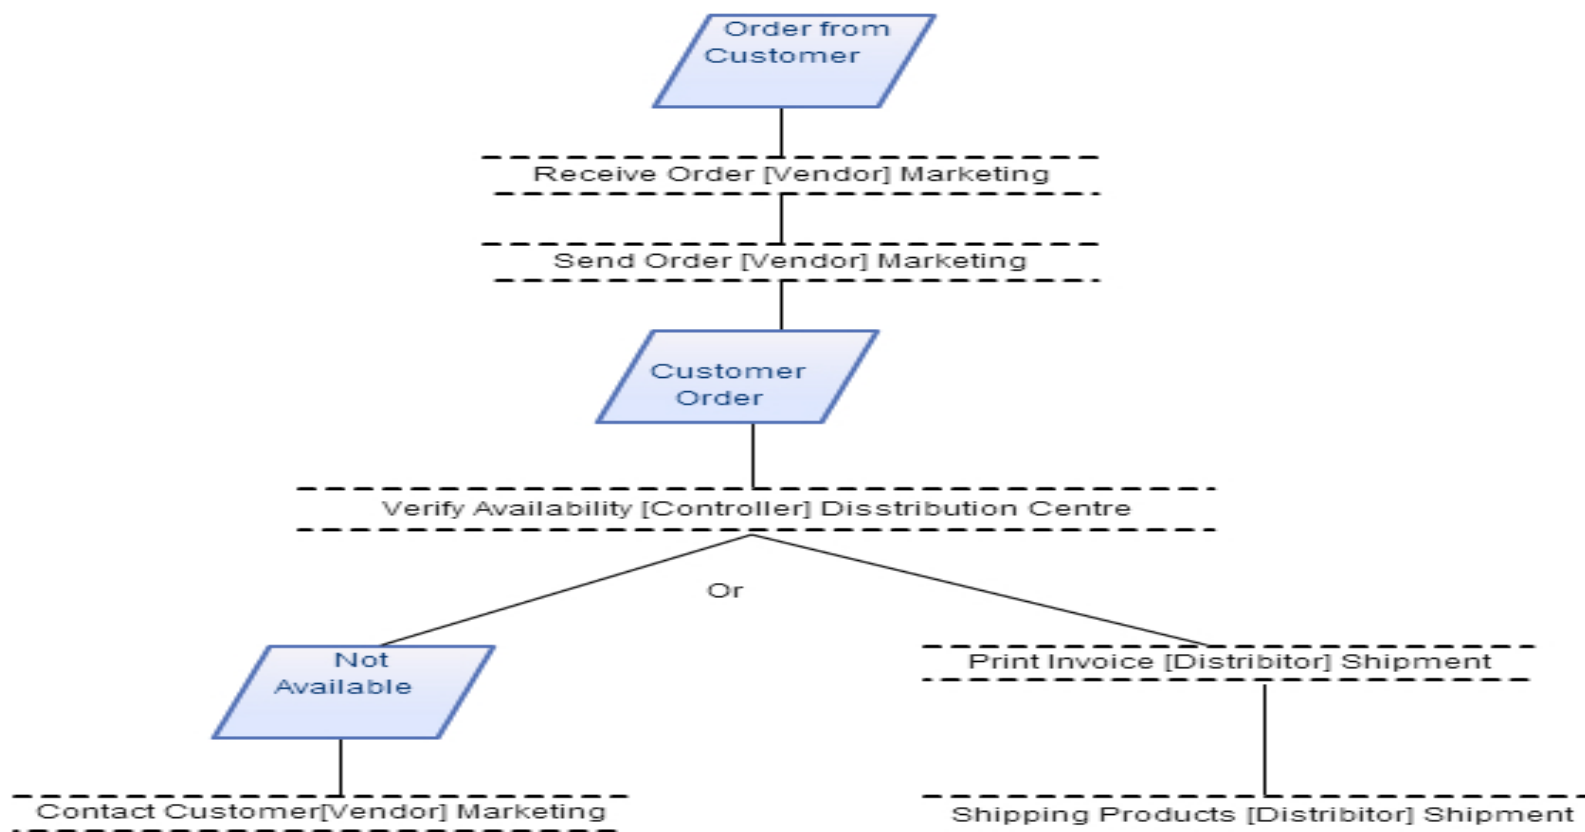 Order from
Customer
Receive Order [Vendor] Marketing
Send Order [Vendor] Marketing
Customer
Order
Verify Availability [Controller] Disstribution Centre
Or
Not
Available
Print Invoice [Distribitor] Shipment
Contact Customer[Vendor] Marketing
Shipping Products [Distribitor] Shipment